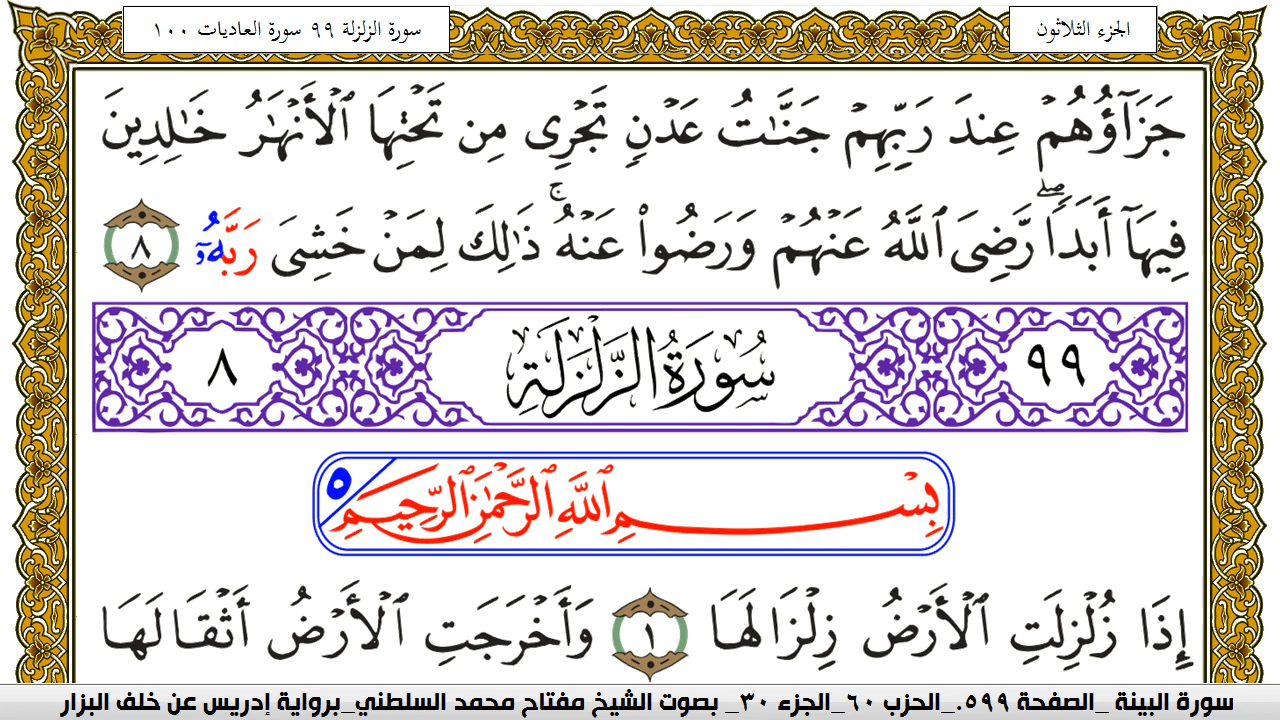 الجزء الثلاثون
سورة الزلزلة ٩٩ سورة العاديات ١٠٠
جَزَآؤُهُمۡ عِندَ رَبِّهِمۡ جَنَّٰتُ عَدۡنٖ تَجۡرِي مِن تَحۡتِهَا ٱلۡأَنۡهَٰرُ خَٰلِدِينَ
فِيهَآ أَبَدٗاۖ رَّضِيَ ٱللَّهُ عَنۡهُمۡ وَرَضُواْ عَنۡهُۚ ذَٰلِكَ لِمَنۡ خَشِيَ رَبَّهُۥٓ ٨
٩٩ سُورَةُ الزَّلْزَلَةِ ٨
بِسۡمِ ٱللَّهِ ٱلرَّحۡمَٰنِ ٱلرَّحِيمِ ٥
إِذَا زُلۡزِلَتِ ٱلۡأَرۡضُ زِلۡزَالَهَا ١ وَأَخۡرَجَتِ ٱلۡأَرۡضُ أَثۡقَالَهَا
سورة البينة _الصفحة ٥٩٩._الحزب ٦٠_الجزء ٣٠_ بصوت الشيخ مفتاح محمد السلطني_برواية إدريس عن خلف البزار